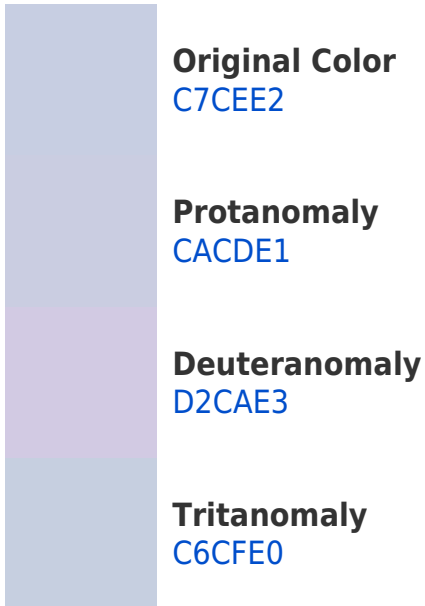 Original Color
C7CEE2
Protanomaly
CACDE1
Deuteranomaly
D2CAE3
Tritanomaly
C6CFE0